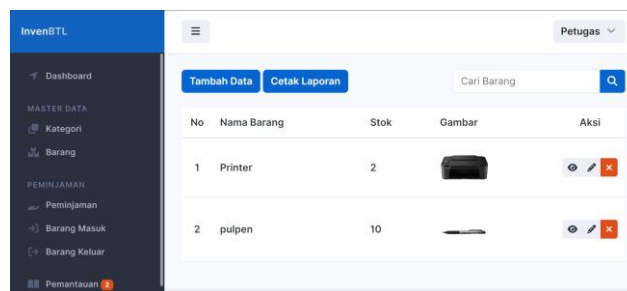 InvenBTL
Petugas
Dashboard
MASTER DATA
Kategori
Barang
PEMINJAMAN
Peminjaman
Barang Masuk
Barang Keluar
Pemantauan 2
Tambah Data Cetak Laporan Cari Barang
No Nama Barang Stok Gambar Aksi
1 Printer 2
2 pulpen 10